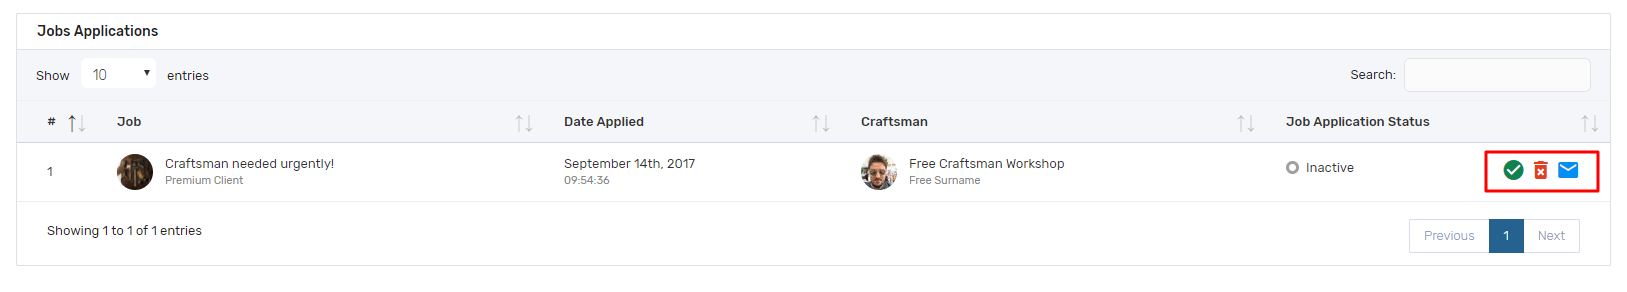 Jobs Applications
Show 10 entries Search:
# Job Date Applied Craftsman Job Application Status
1 Craftsman needed urgently! September 14th, 2017 Free Craftsman Workshop Inactive
Premium Client 09:54:36 Free Surname
Showing 1 to 1 of 1 entries Previous 1 Next